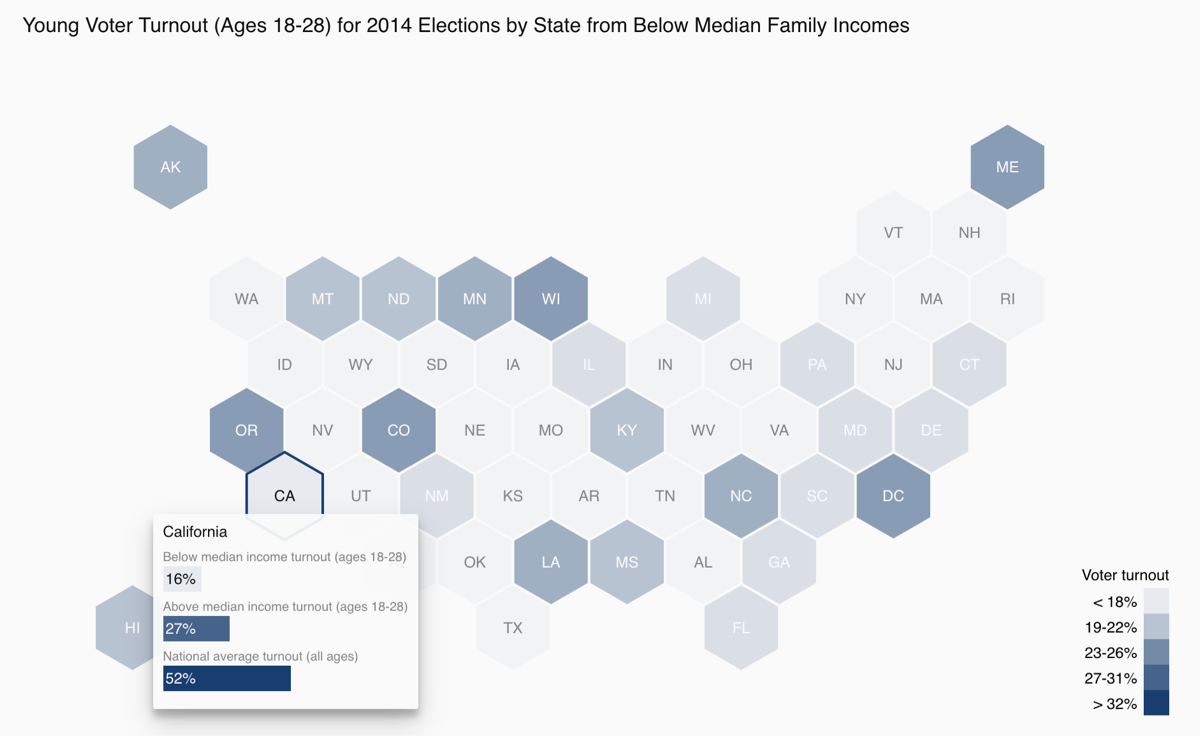 Young Voter Turnout (Ages 18-28) for 2014 Elections by State from Below Median Family Incomes
AK
ME
VT
NH
WA
MT
ND
MN
WI
MI
NY
MA
RI
ID
WY
SD
IA
IL
IN
OH
PA
NJ
CT
OR
NV
CO
NE
MO
KY
WV
VA
MD
DE
CA
UT
NM
KS
AR
TN
NC
SC
DC
OK
LA
MS
AL
GA
HI
TX
FL
California
Below median income turnout (ages 18-28)
16%
Above median income turnout (ages 18-28)
27%
National average turnout (all ages)
52%
Voter turnout
< 18%
19-22%
23-26%
27-31%
> 32%